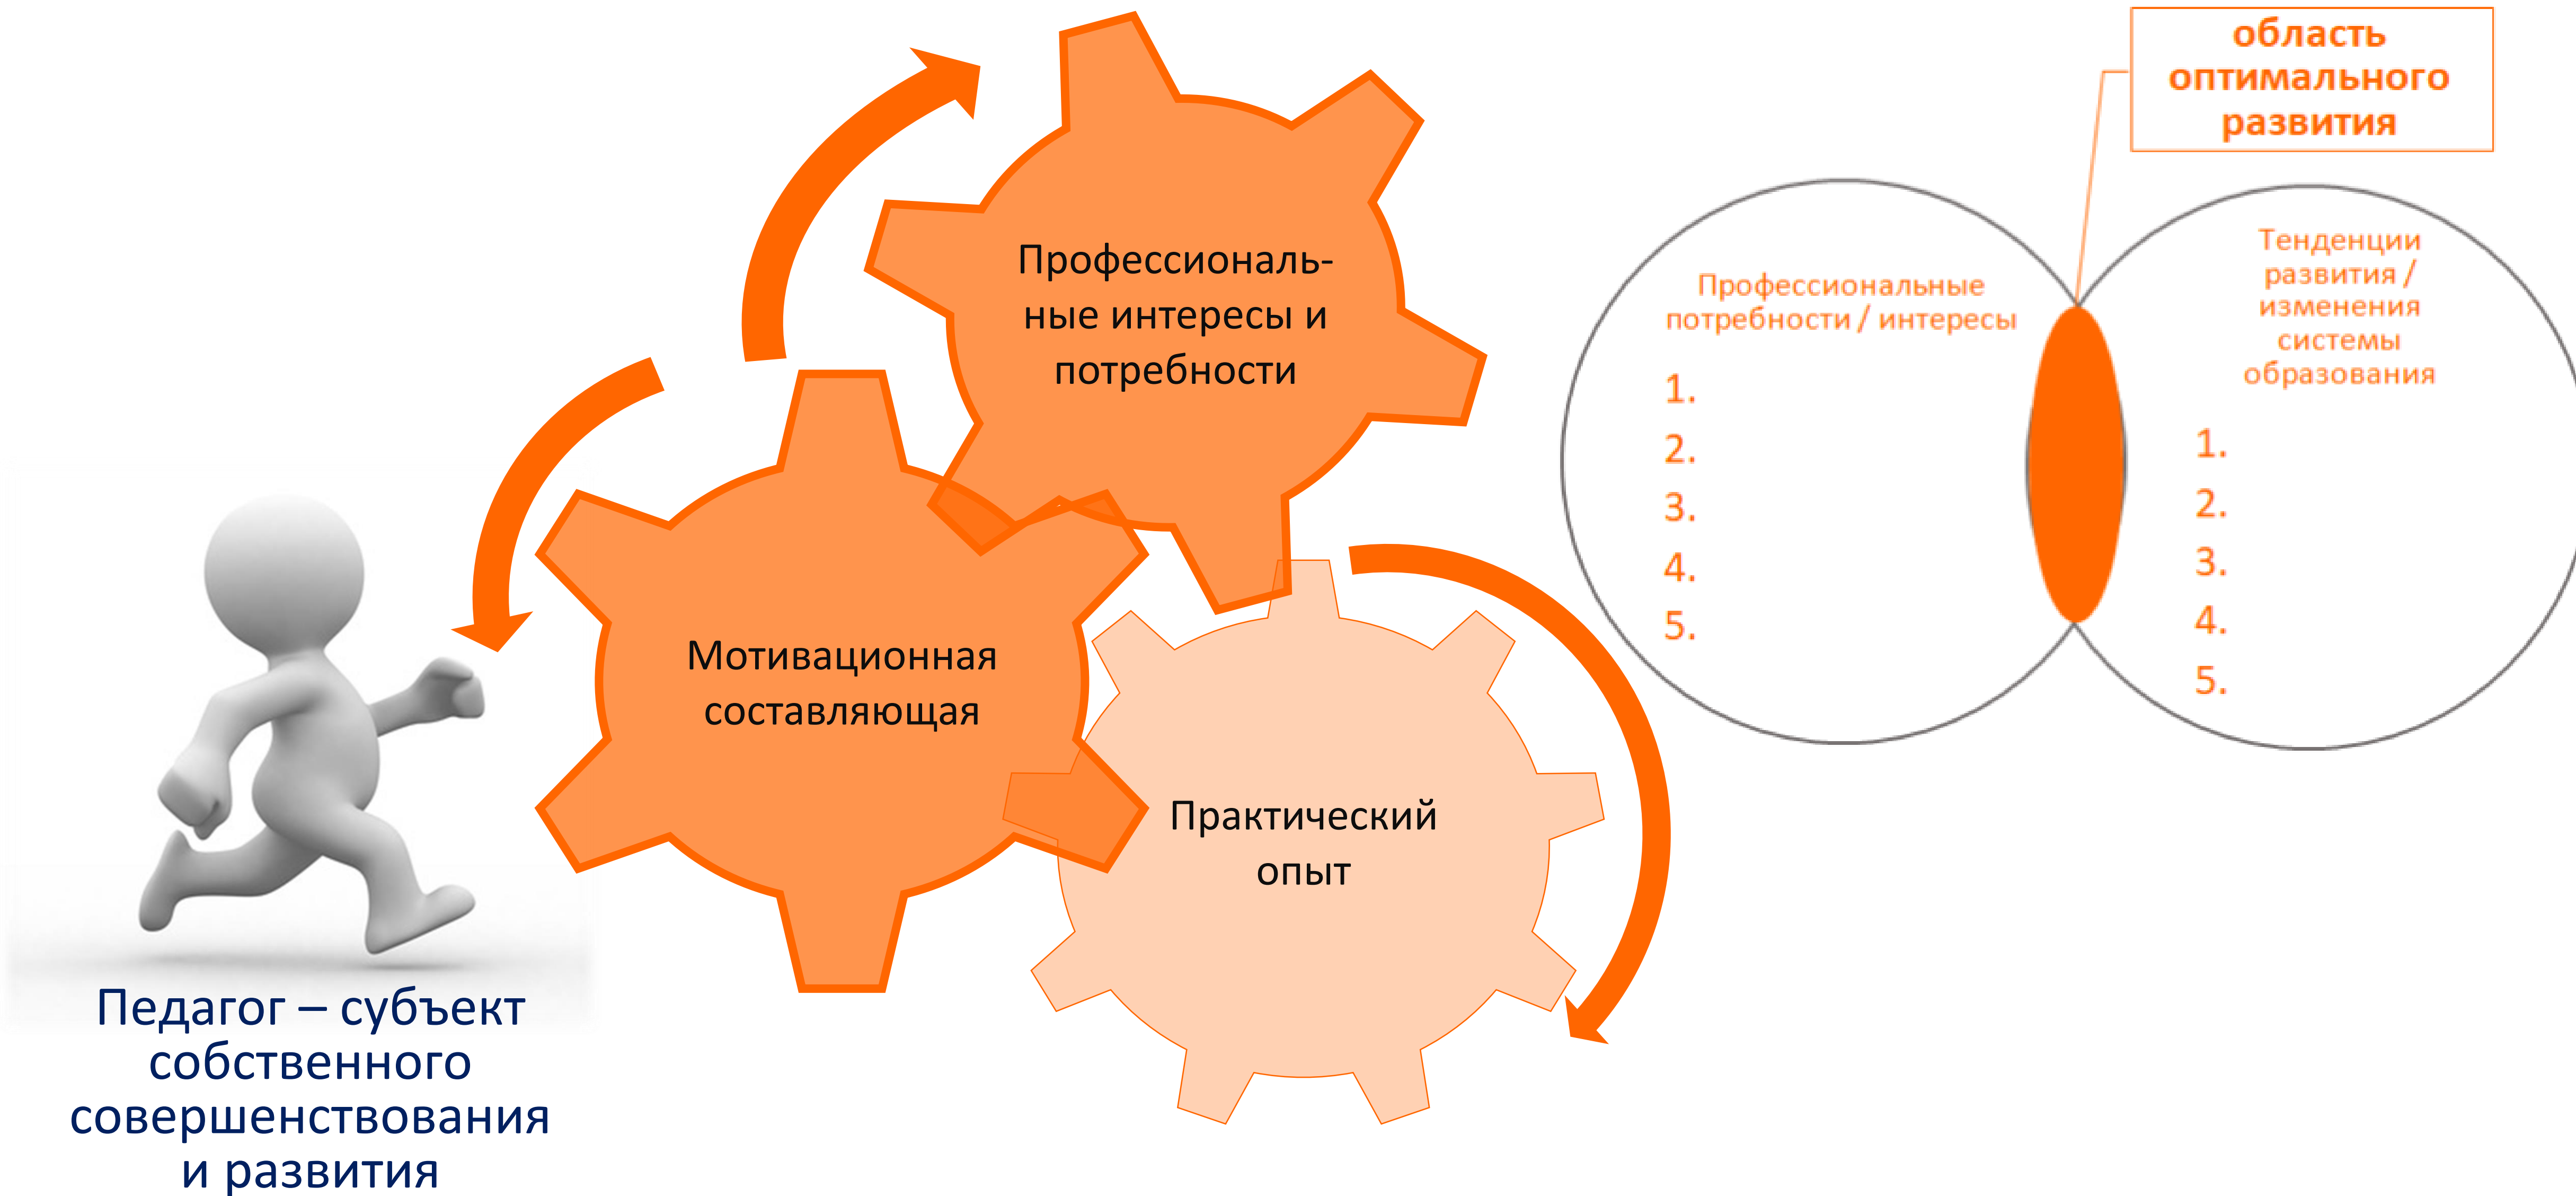 Профессиональ-
ные интересы и
потребности
Мотивационная
составляющая
Практический
опыт
Педагог – субъект
собственного
совершенствования
и развития
область
оптимального
развития
Профессиональные
потребности / интересы
1.
2.
3.
4.
5.
Тенденции
развития /
изменения
системы
образования
1.
2.
3.
4.
5.